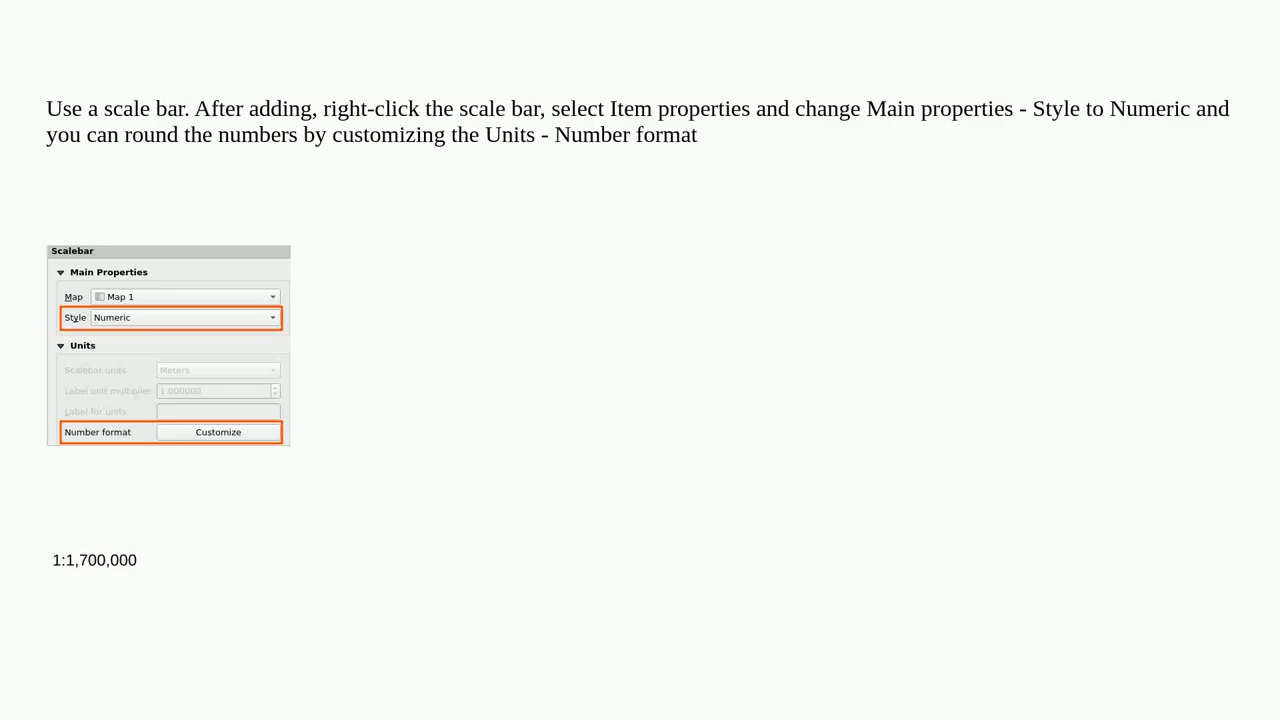 Use a scale bar. After adding, right-click the scale bar, select Item properties and change Main properties - Style to Numeric and
you can round the numbers by customizing the Units - Number format
Scalebar
Main Properties
Map Map 1
Style Numeric
Units
Scalebar units Meters
Label unit multiplier 1.000000
Label for units
Number format Customize
1:1,700,000